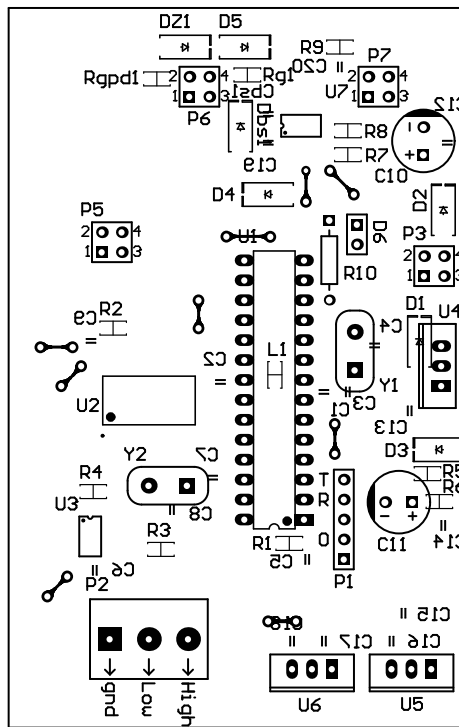 DZ1 D5
R9
C20
P7
Rgpd1
2 4
1 3
P6
Rg1
Cbs1
Dbs1
2 4
1 3
U7
C12
R8
R7
C19
C10
D4
D2
P5
2 4
1 3
U1
D6
P3
2 4
1 3
R10
C9
R2
C2
L1
C4
D1
U4
U2
Y1
C3
C1
C13
D3
R4
Y2
C7
T
R
O
R5
R6
U3
C8
R3
R1
C5
P1
C11
C14
C6
P2
gnd
Low
High
C17
U6
C15
C16
U5